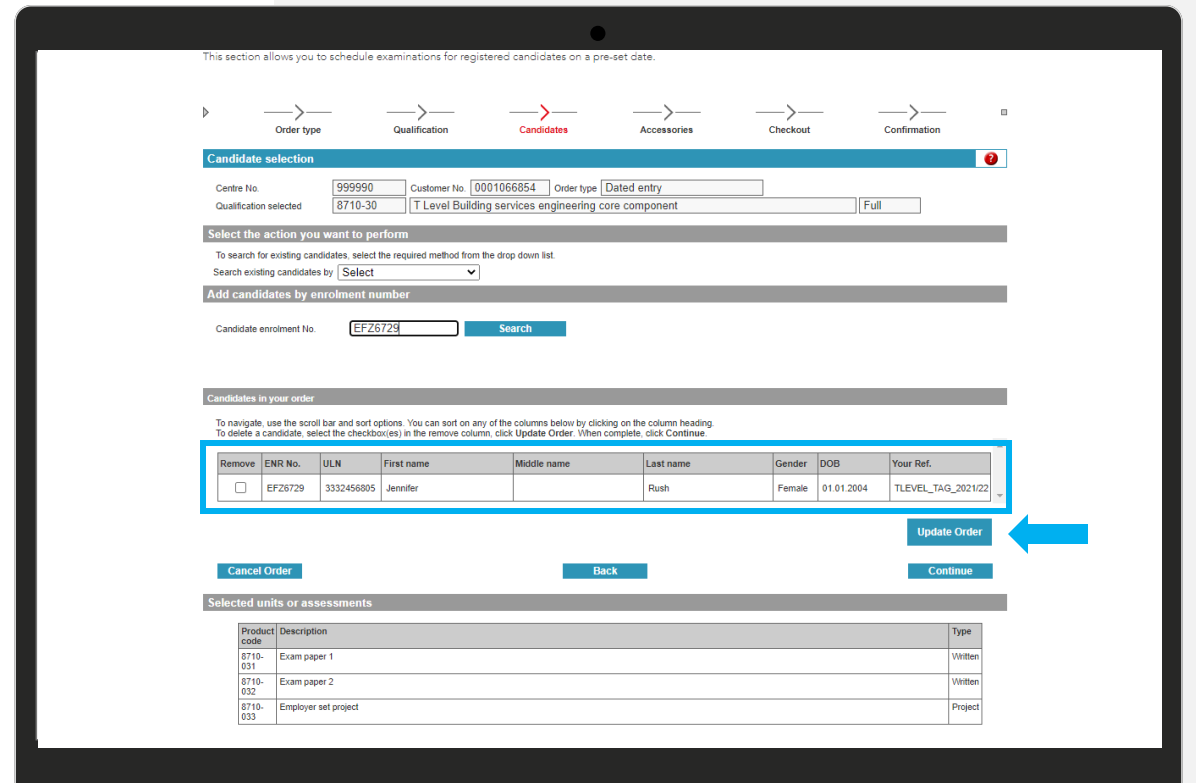 This section allows you to schedule examinations for registered candidates on a pre-set date.
Order type Qualification Candidates Accessories Checkout Confirmation
Candidate selection ?
Centre No. 999990 Customer No. 0001066854 Order type Dated entry
Qualification selected 8710-30 T Level Building services engineering core component Full
Select the action you want to perform
To search for existing candidates, select the required method from the drop down list.
Search existing candidates by Select
Add candidates by enrolment number
Candidate enrolment No. EFZ6729 Search
Candidates in your order
To navigate, use the scroll bar and sort options. You can sort on any of the columns below by clicking on the column heading.
To delete a candidate, select the checkbox(es) in the remove column, click Update Order. When complete, click Continue.
Remove ENR No. ULN First name Middle name Last name Gender DOB Your Ref.
EFZ6729 3332456805 Jennifer Rush Female 01.01.2004 TLEVEL_TAG_2021/22
Update Order
Cancel Order Back Continue
Selected units or assessments
Product code Description Type
8710-031 Exam paper 1 Written
8710-032 Exam paper 2 Written
8710-033 Employer set project Project